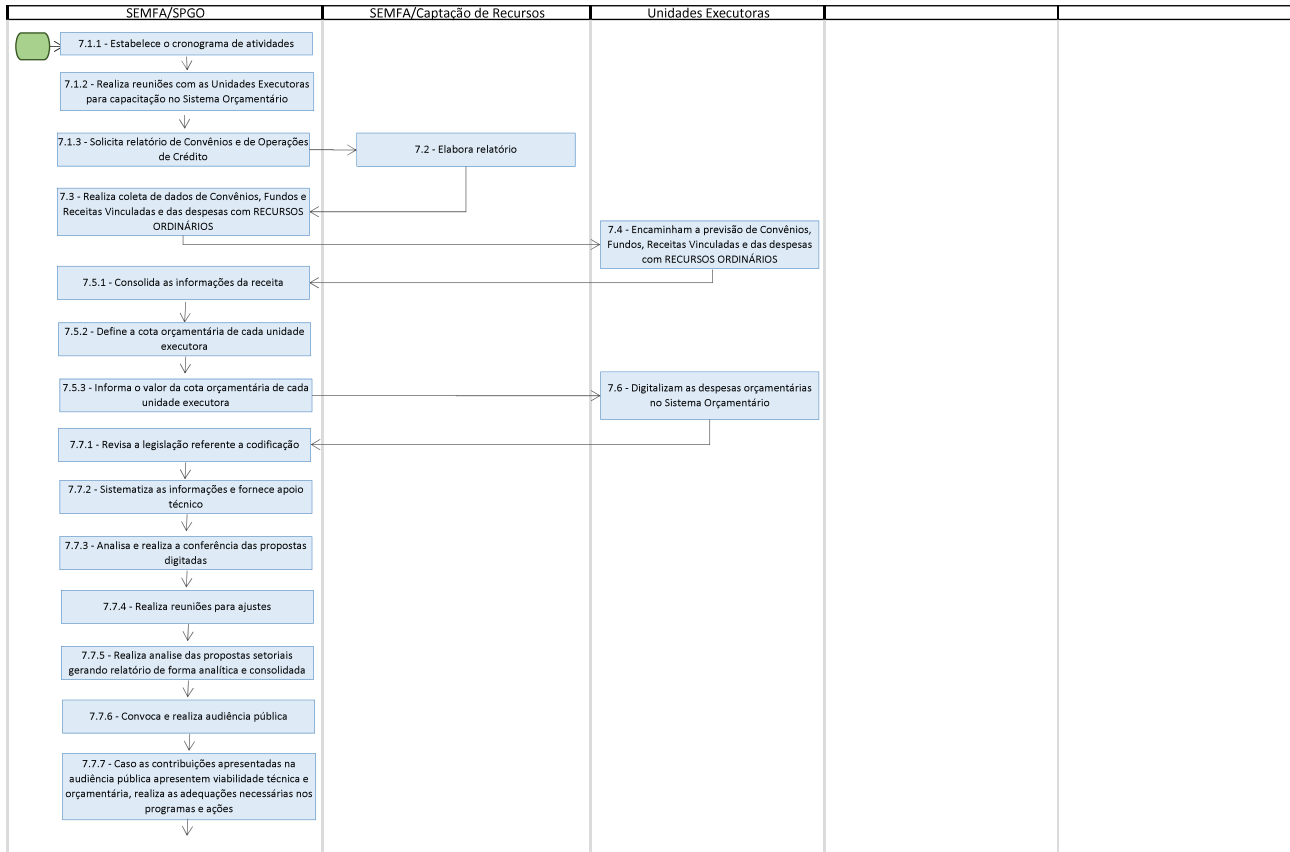 SEMFA/SPGO
SEMFA/Captação de Recursos
Unidades Executoras
7.1.1 - Estabelece o cronograma de atividades
7.1.2 - Realiza reuniões com as Unidades Executoras
para capacitação no Sistema Orçamentário
7.1.3 - Solicita relatório de Convênios e de Operações
de Crédito
7.2 - Elabora relatório
7.3 - Realiza coleta de dados de Convênios, Fundos e
Receitas Vinculadas e das despesas com RECURSOS
ORDINÁRIOS
7.4 - Encaminham a previsão de Convênios,
Fundos, Receitas Vinculadas e das despesas
com RECURSOS ORDINÁRIOS
7.5.1 - Consolida as informações da receita
7.5.2 - Define a cota orçamentária de cada unidade
executora
7.5.3 - Informa o valor da cota orçamentária de cada
unidade executora
7.6 - Digitalizam as despesas orçamentárias
no Sistema Orçamentário
7.7.1 - Revisa a legislação referente a codificação
7.7.2 - Sistematiza as informações e fornece apoio
técnico
7.7.3 - Analisa e realiza a conferência das propostas
digitadas
7.7.4 - Realiza reuniões para ajustes
7.7.5 - Realiza analise das propostas setoriais
gerando relatório de forma analítica e consolidada
7.7.6 - Convoca e realiza audiência pública
7.7.7 - Caso as contribuições apresentadas na
audiência pública apresentem viabilidade técnica e
orçamentária, realiza as adequações necessárias nos
programas e ações